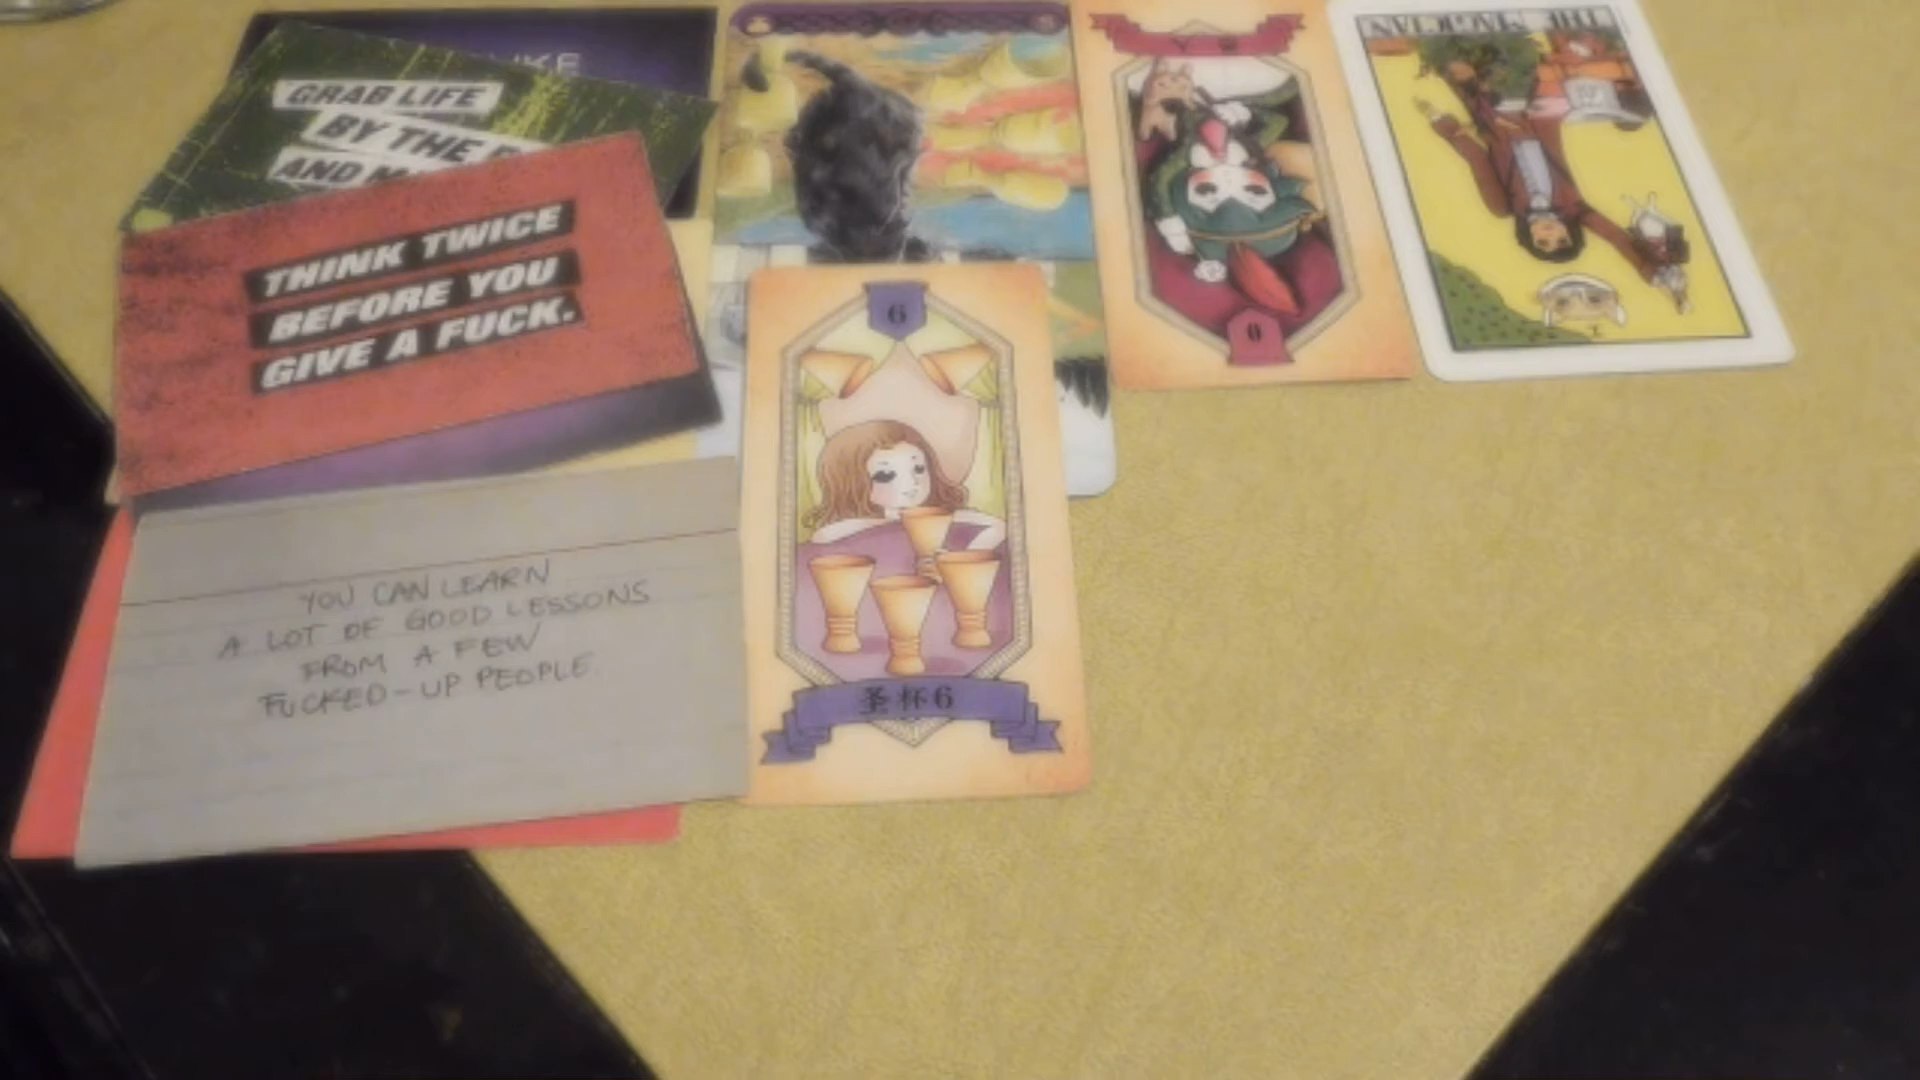 GRAB LIFE
BY THE
AND
THINK TWICE
BEFORE YOU
GIVE A FUCK.
YOU CAN LEARN
A LOT OF GOOD LESSONS
FROM A FEW
FUCKED-UP PEOPLE.
6
圣杯6
0
THE MAGICIAN
I